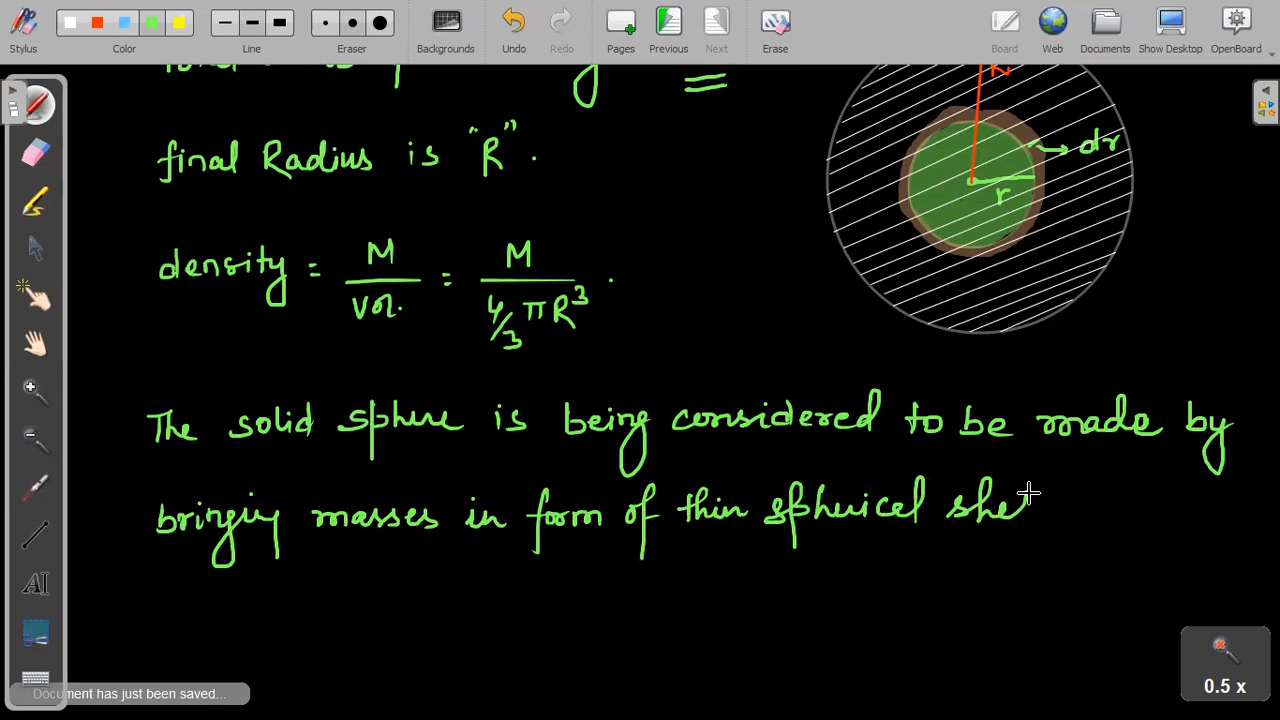 Stylus Color Line Eraser Backgrounds Undo Redo Pages Previous Next Erase Board Web Documents Show Desktop OpenBoard
R
final Radius is "R".
dr
r
density = M/Vol. = M/(4/3 πR³).
The solid sphere is being considered to be made by
bringing masses in form of thin spherical she
Document has just been saved...
0.5 x